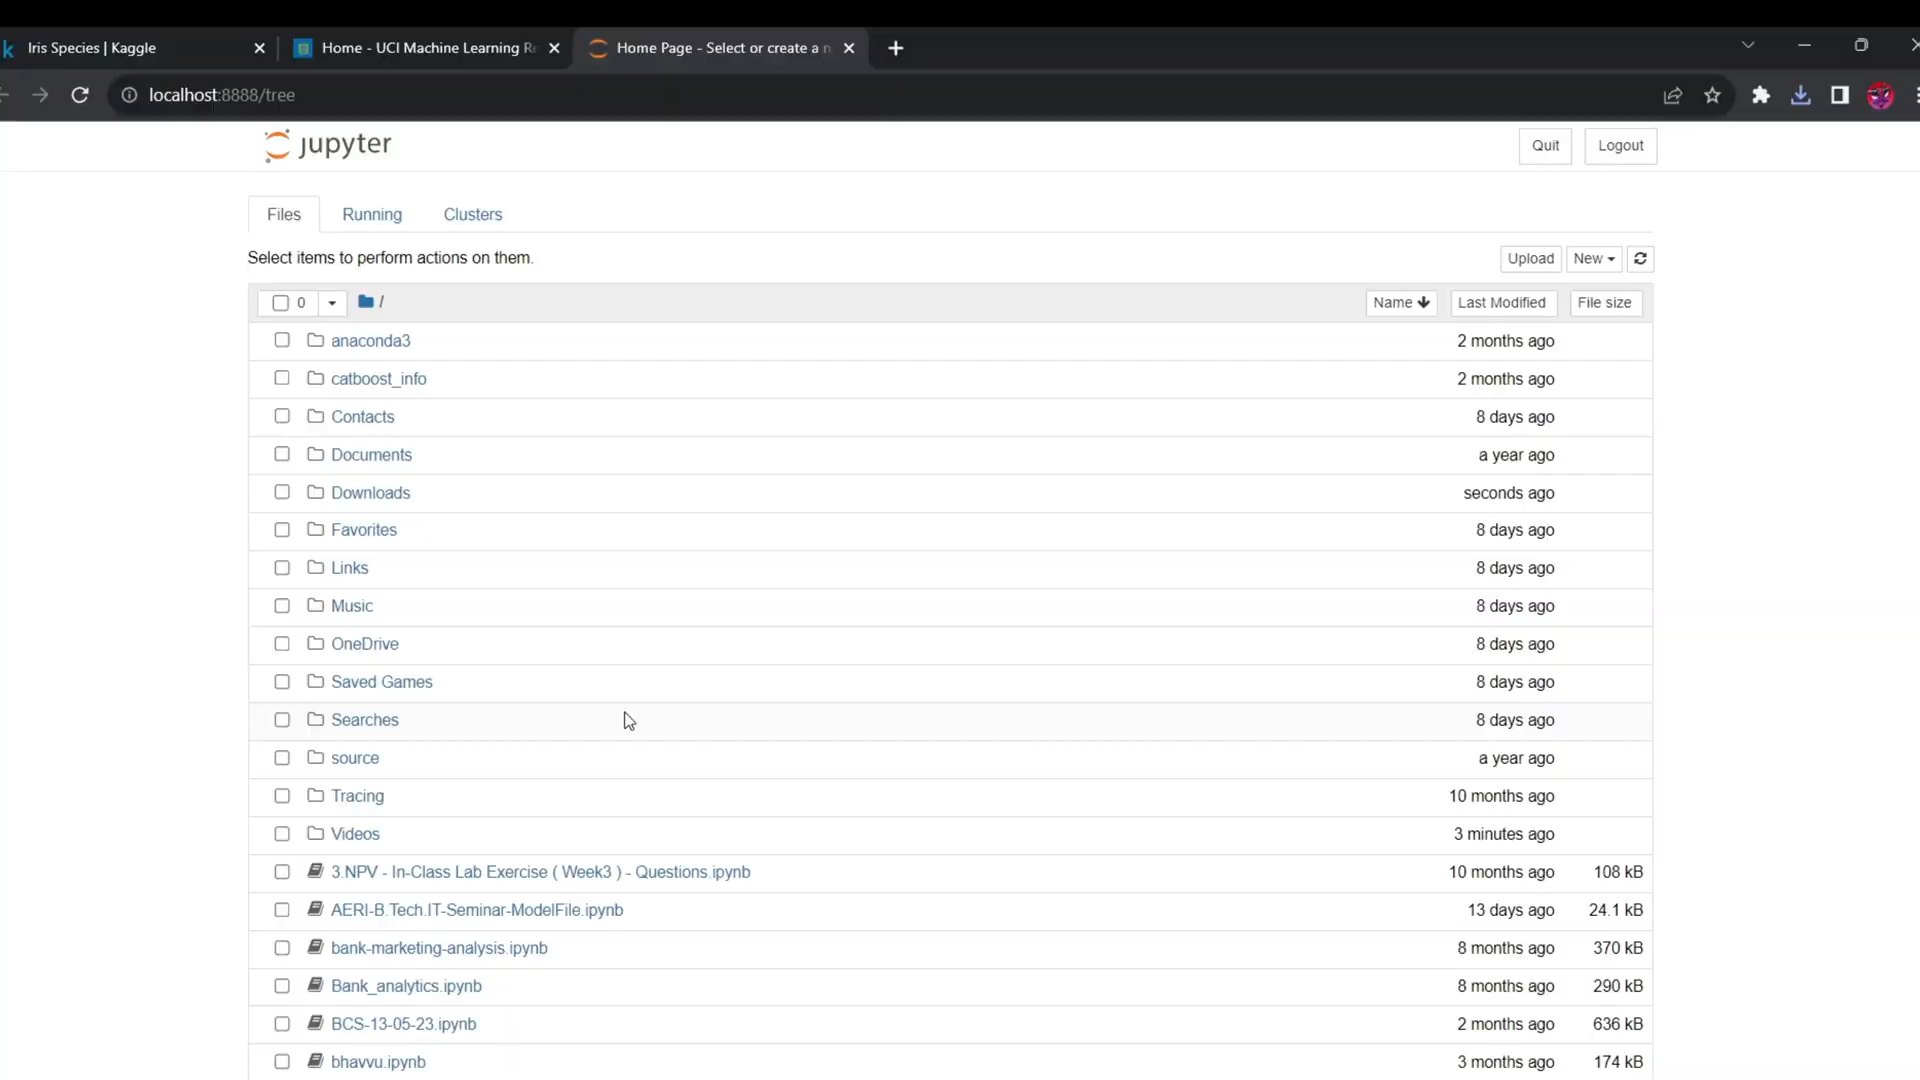 Iris Species | Kaggle
Home - UCI Machine Learning Re
Home Page - Select or create a n
localhost:8888/tree
jupyter
Quit
Logout
Files
Running
Clusters
Select items to perform actions on them.
Upload
New
0
/
Name
Last Modified
File size
anaconda3 2 months ago
catboost_info 2 months ago
Contacts 8 days ago
Documents a year ago
Downloads seconds ago
Favorites 8 days ago
Links 8 days ago
Music 8 days ago
OneDrive 8 days ago
Saved Games 8 days ago
Searches 8 days ago
source a year ago
Tracing 10 months ago
Videos 3 minutes ago
3.NPV - In-Class Lab Exercise ( Week3 ) - Questions.ipynb 10 months ago 108 kB
AERI-B.Tech.IT-Seminar-ModelFile.ipynb 13 days ago 24.1 kB
bank-marketing-analysis.ipynb 8 months ago 370 kB
Bank_analytics.ipynb 8 months ago 290 kB
BCS-13-05-23.ipynb 2 months ago 636 kB
bhavvu.ipynb 3 months ago 174 kB